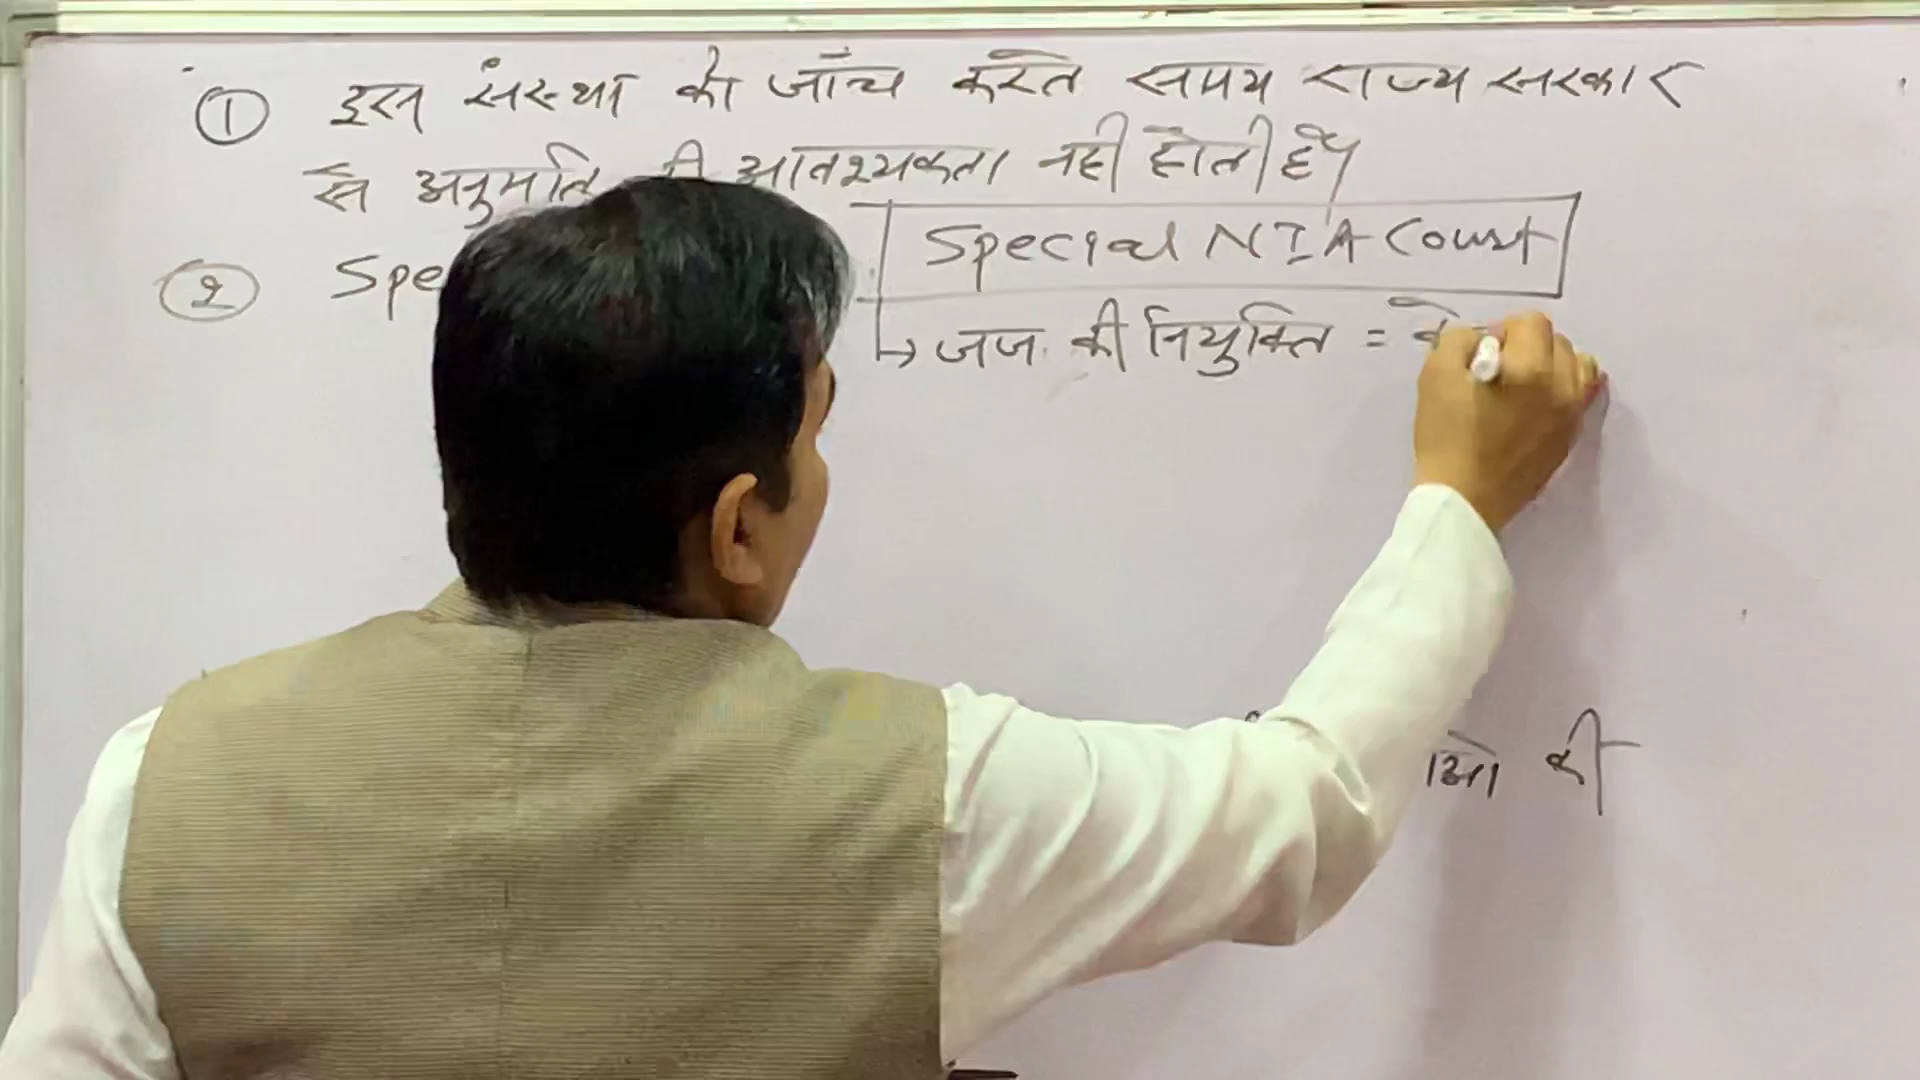 ① इस संस्था को जाँच करते समय राज्य सरकार
से अनुमति की आवश्यकता नही होती है।
② Spe
Special NIA Court
↳ जज की नियुक्ति = के
ओ की